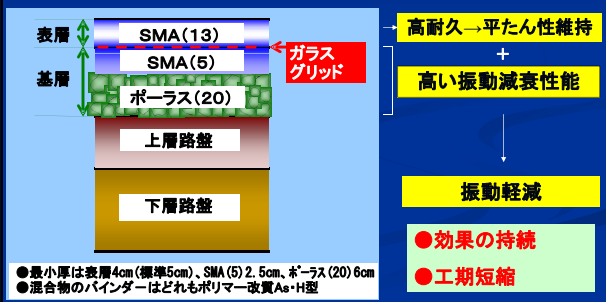 表層
SMA(13)
ガラス
グリッド
基層
SMA(5)
ポーラス(20)
上層路盤
下層路盤
●最小厚は表層4cm(標準5cm)、SMA(5)2.5cm、ポーラス(20)6cm
●混合物のバインダーはどれもポリマー改質As・H型
高耐久→平たん性維持
+
高い振動減衰性能
振動軽減
●効果の持続
●工期短縮